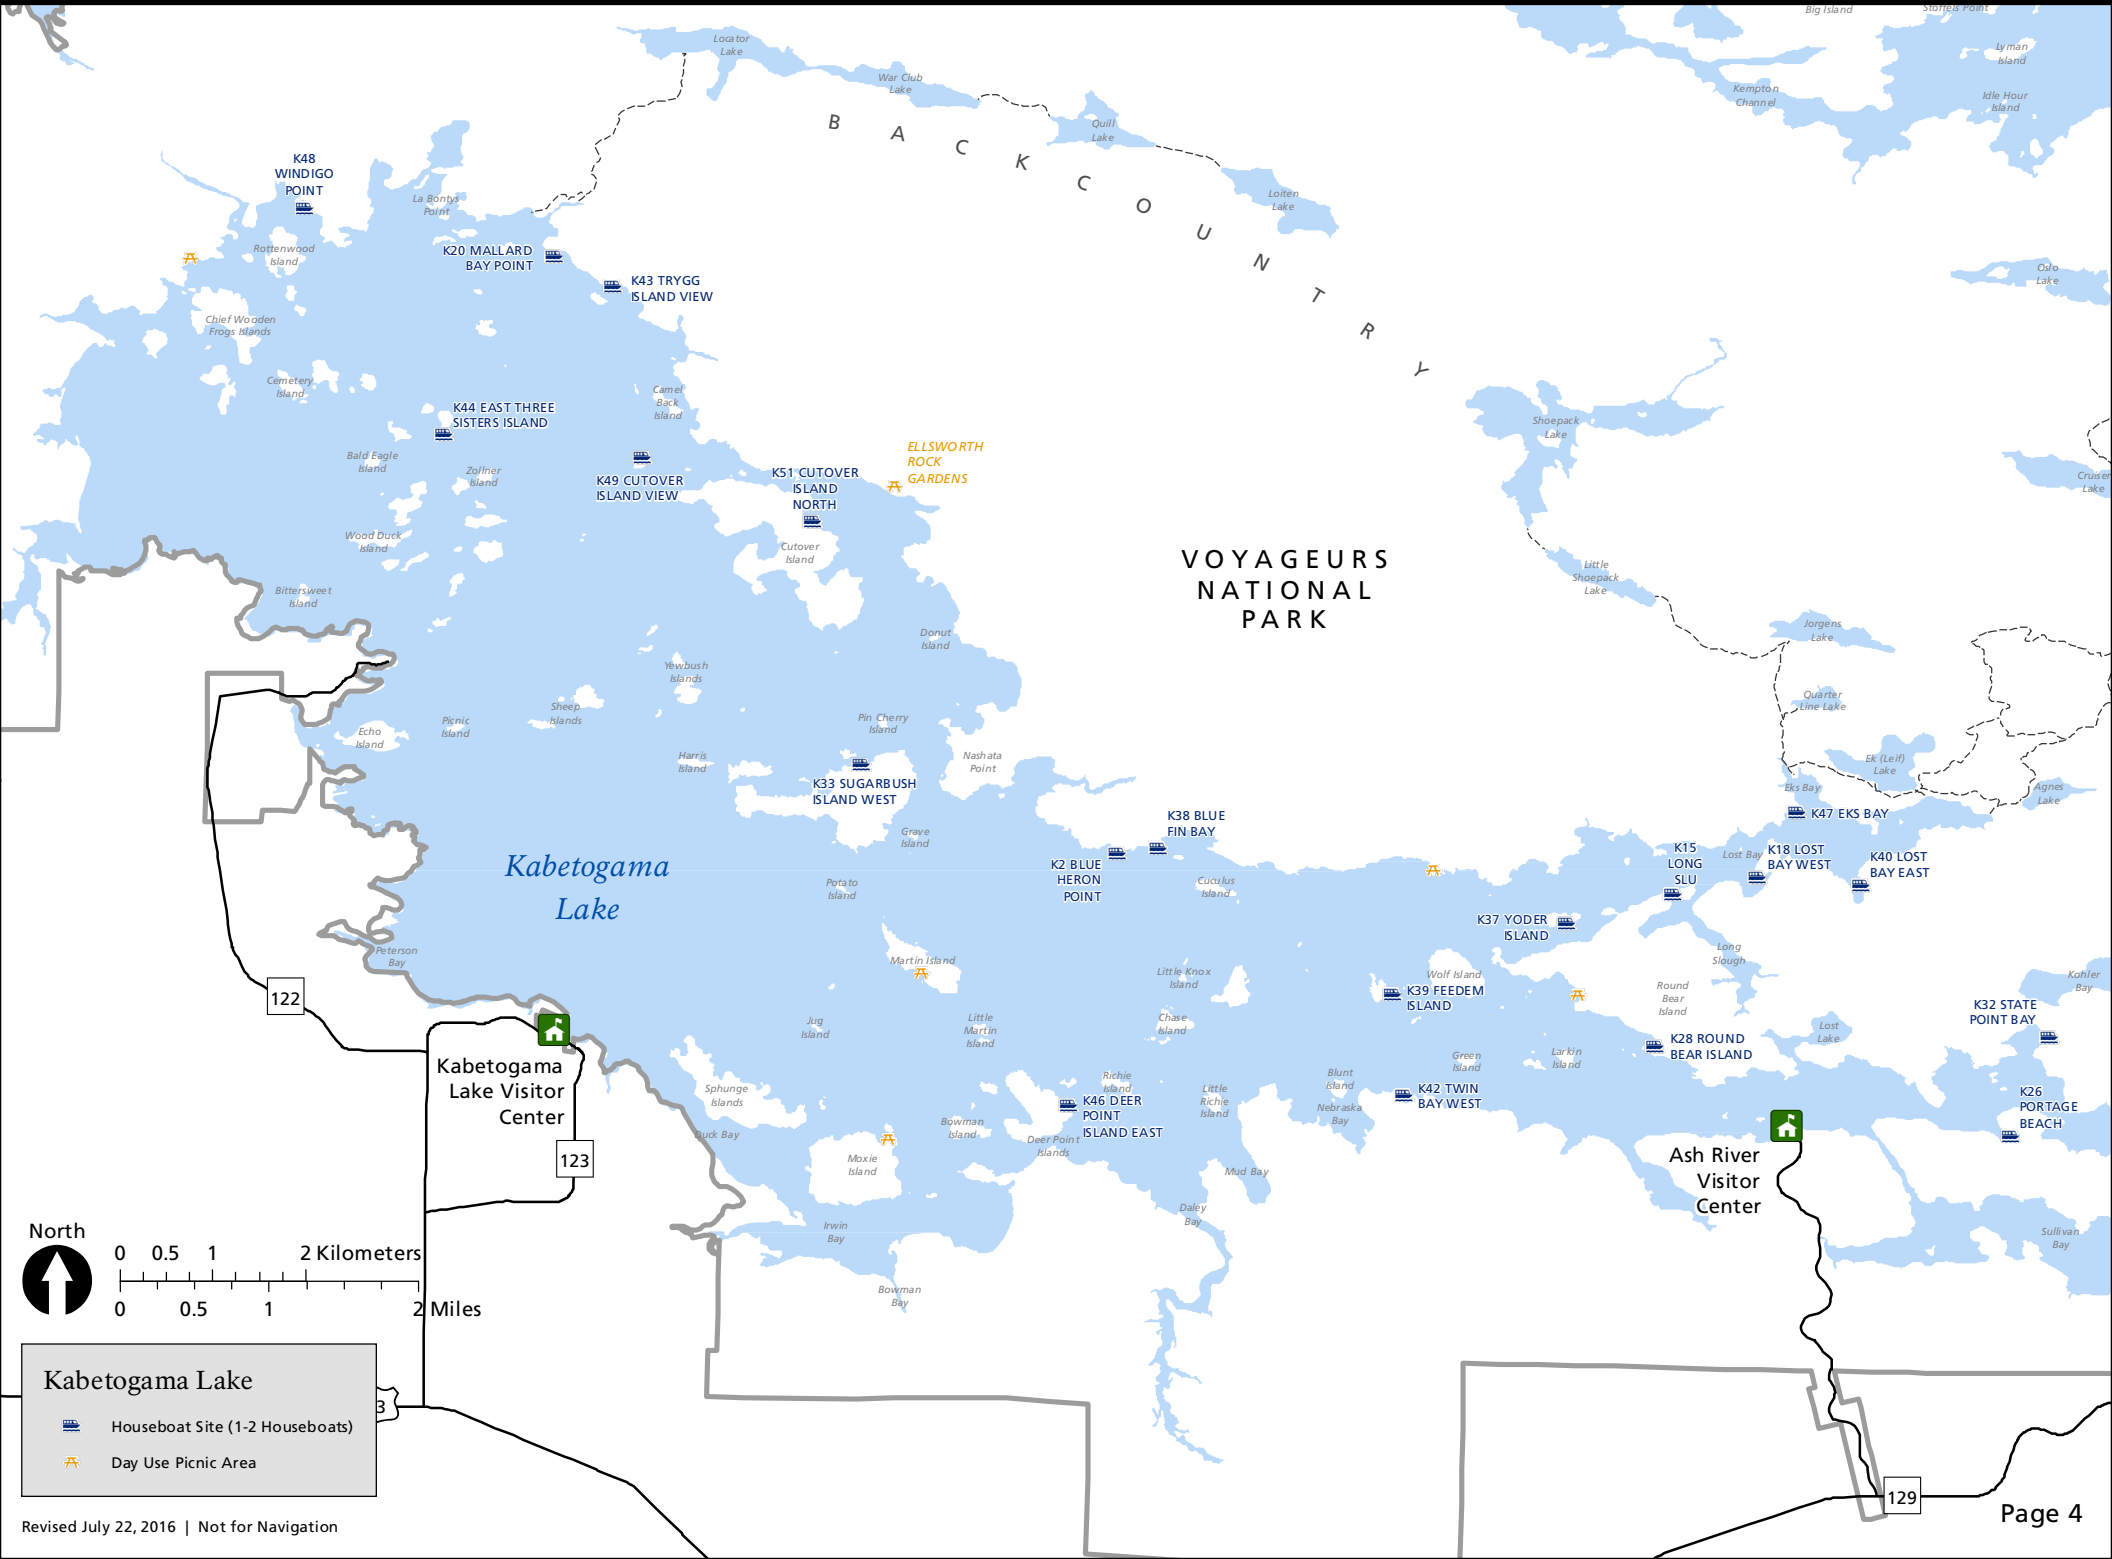 Big Island
Stoffels Point
Locator
Lake
Lyman
Island
War Club
Lake
Kempton
Channel
Idle Hour
Island
Quill
Lake
B A C K C O U N T R Y
K48
WINDIGO
POINT
La Bontys
Point
Loiten
Lake
Rottenwood
Island
K20 MALLARD
BAY POINT
K43 TRYGG
ISLAND VIEW
Oslo
Lake
Chief Wooden
Frogs Islands
Cemetery
Island
Camel
Back
Island
K44 EAST THREE
SISTERS ISLAND
Shoepack
Lake
Bald Eagle
Island
Zollner
Island
ELLSWORTH
ROCK
GARDENS
K49 CUTOVER
ISLAND VIEW
K51 CUTOVER
ISLAND
NORTH
Cruiser
Lake
Wood Duck
Island
Cutover
Island
VOYAGEURS
NATIONAL
PARK
Little
Shoepack
Lake
Bittersweet
Island
Donut
Island
Jorgens
Lake
Yewbush
Islands
Quarter
Line Lake
Sheep
Islands
Picnic
Island
Echo
Island
Pin Cherry
Island
Harris
Island
Nashata
Point
Ek (Leif)
Lake
K33 SUGARBUSH
ISLAND WEST
Eks Bay
Agnes
Lake
K47 EKS BAY
Grave
Island
K38 BLUE
FIN BAY
K2 BLUE
HERON
POINT
K15
LONG
SLU
Lost Bay
K18 LOST
BAY WEST
K40 LOST
BAY EAST
Kabetogama
Lake
Potato
Island
Cuculus
Island
K37 YODER
ISLAND
Peterson
Bay
Martin Island
Little Knox
Island
Wolf Island
Long
Slough
Kohler
Bay
K39 FEEDEM
ISLAND
Round
Bear
Island
122
K32 STATE
POINT BAY
Jug
Island
Little
Martin
Island
Chase
Island
Lost
Lake
K28 ROUND
BEAR ISLAND
Kabetogama
Lake Visitor
Center
Green
Island
Larkin
Island
Sphunge
Islands
Richie
Island
Little
Richie
Island
Blunt
Island
K42 TWIN
BAY WEST
K46 DEER
POINT
ISLAND EAST
Nebraska
Bay
K26
PORTAGE
BEACH
Bowman
Island
Duck Bay
Deer Point
Islands
Moxie
Island
123
Mud Bay
Ash River
Visitor
Center
Daley
Bay
Irwin
Bay
Sullivan
Bay
Bowman
Bay
North
0 0.5 1 2 Kilometers
0 0.5 1 2 Miles
Kabetogama Lake
3
Houseboat Site (1-2 Houseboats)
Day Use Picnic Area
129
Page 4
Revised July 22, 2016 | Not for Navigation